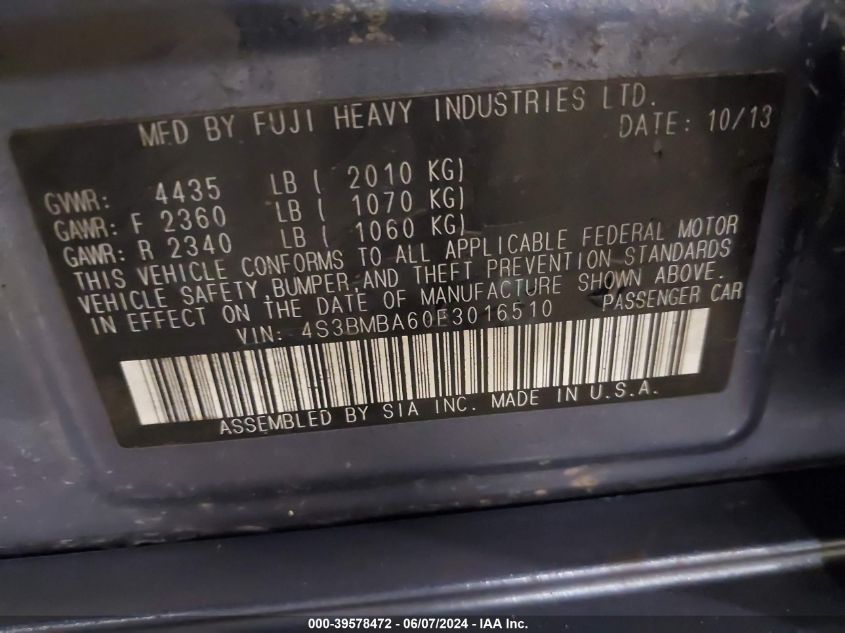 MFD BY FUJI HEAVY INDUSTRIES LTD.
DATE: 10/13
GVWR: 4435 LB ( 2010 KG)
GAWR: F 2360 LB ( 1070 KG)
GAWR: R 2340 LB ( 1060 KG)
THIS VEHICLE CONFORMS TO ALL APPLICABLE FEDERAL MOTOR
VEHICLE SAFETY,BUMPER,AND THEFT PREVENTION STANDARDS
IN EFFECT ON THE DATE OF MANUFACTURE SHOWN ABOVE.
VIN: 4S3BMBA60E3016510 PASSENGER CAR
ASSEMBLED BY SIA INC. MADE IN U.S.A.
000-39578472 — 06/07/2024 — IAA Inc.